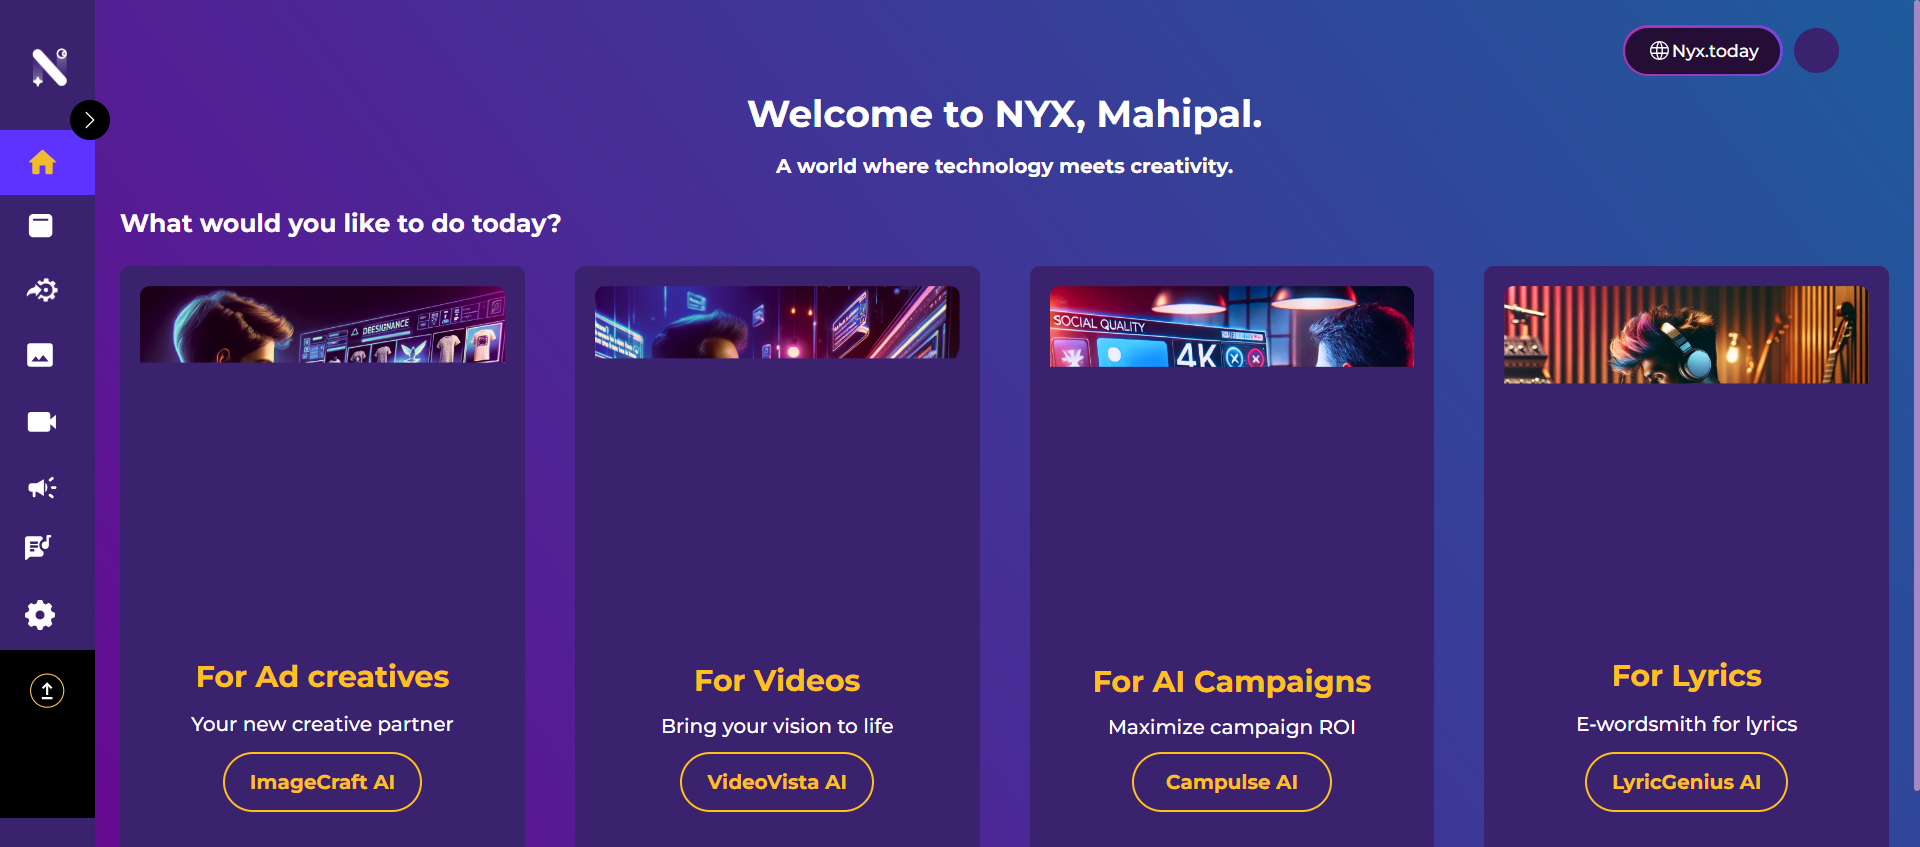 Nyx.today
Welcome to NYX, Mahipal.
A world where technology meets creativity.
What would you like to do today?
DEESIGNANCE
SOCIAL QUALITY
4K
For Ad creatives
Your new creative partner
ImageCraft AI
For Videos
Bring your vision to life
VideoVista AI
For AI Campaigns
Maximize campaign ROI
Campulse AI
For Lyrics
E-wordsmith for lyrics
LyricGenius AI